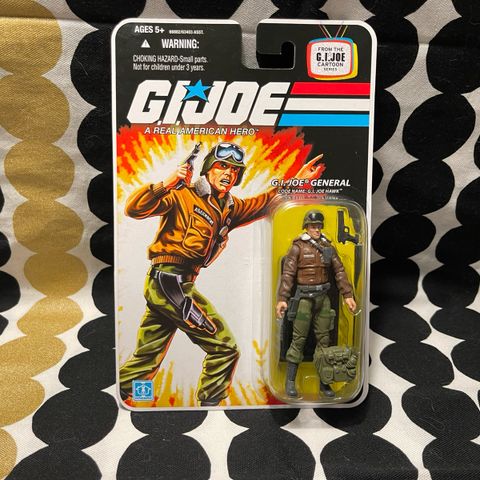 AGES 5+
WARNING:
CHOKING HAZARD-Small parts.
Not for children under 3 years.
FROM THE
G.I. JOE
CARTOON
SERIES
G.I. JOE
A REAL AMERICAN HERO™
G.I. JOE® GENERAL
CODE NAME: G.I. JOE HAWK™